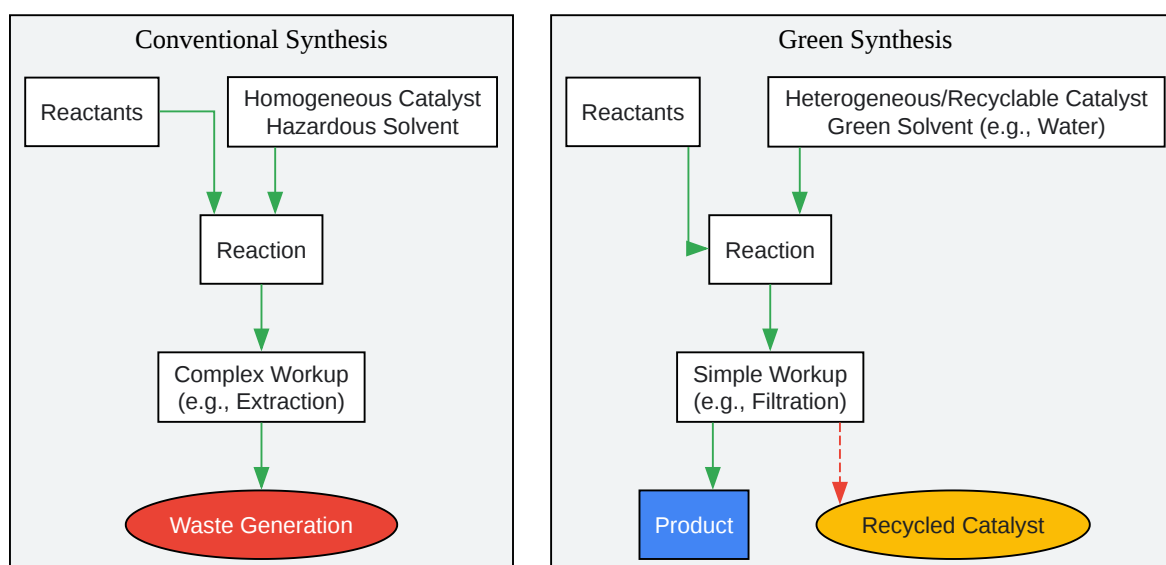 Conventional Synthesis
Reactants
Homogeneous Catalyst
Hazardous Solvent
Reaction
Complex Workup
(e.g., Extraction)
Waste Generation
Green Synthesis
Reactants
Heterogeneous/Recyclable Catalyst
Green Solvent (e.g., Water)
Reaction
Simple Workup
(e.g., Filtration)
Product
Recycled Catalyst